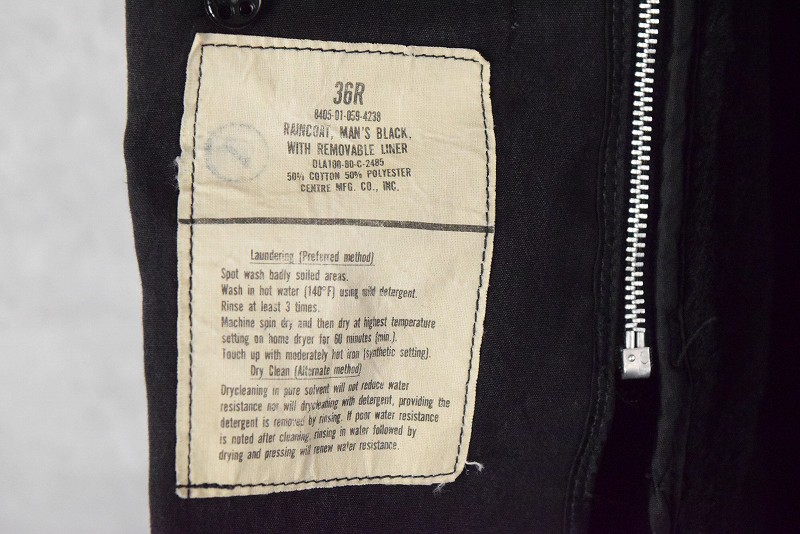 36R
8405-01-059-4238
RAINCOAT, MAN'S BLACK,
WITH REMOVABLE LINER
DLA100-80-C-2485
50% COTTON 50% POLYESTER
CENTRE MFG. CO., INC.
Laundering (Preferred method)
Spot wash badly soiled areas.
Wash in hot water (140°F) using mild detergent.
Rinse at least 3 times.
Machine spin dry and then dry at highest temperature
setting on home dryer for 60 minutes (min.).
Touch up with moderately hot iron (synthetic setting).
Dry Clean (Alternate method)
Drycleaning in pure solvent will not reduce water
resistance nor will drycleaning with detergent, providing the
detergent is removed by rinsing. If poor water resistance
is noted after cleaning, rinsing in water followed by
drying and pressing will renew water resistance.